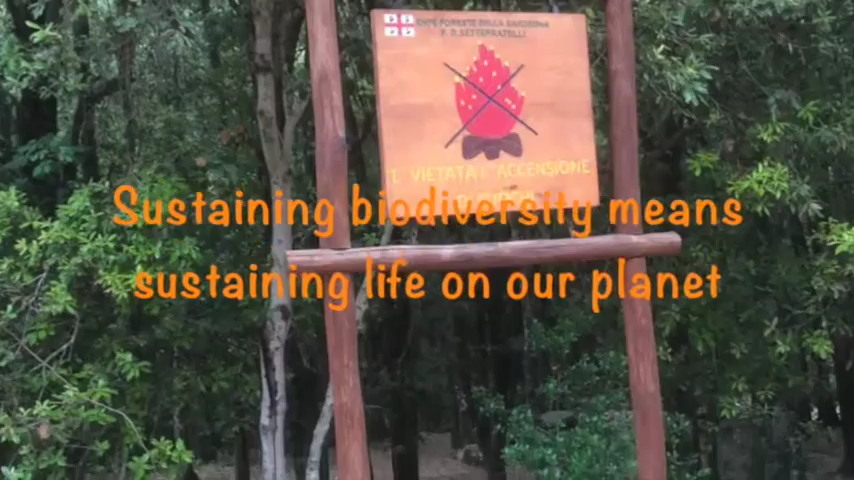 ENTE FORESTE DELLA SARDEGNA
F. D. SETTEFRATELLI
VIETATA L'ACCENSIONE
Sustaining biodiversity means
sustaining life on our planet